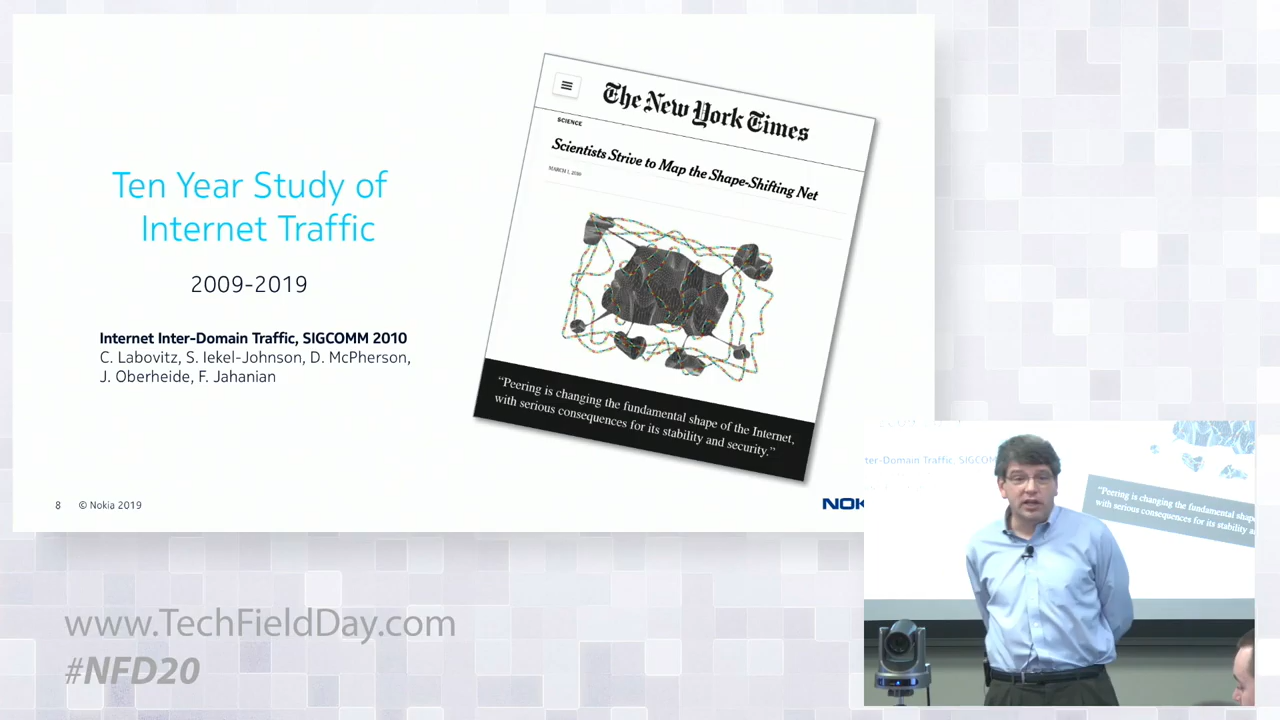 Ten Year Study of
Internet Traffic
2009-2019
Internet Inter-Domain Traffic, SIGCOMM 2010
C. Labovitz, S. Iekel-Johnson, D. McPherson,
J. Oberheide, F. Jahanian
The New York Times
SCIENCE
Scientists Strive to Map the Shape-Shifting Net
MARCH 1, 2010
“Peering is changing the fundamental shape of the Internet,
with serious consequences for its stability and security.”
8 © Nokia 2019
NOK
ter-Domain Traffic, SIGCOM
“Peering is changing the fundamental shap
with serious consequences for its stability a
www.TechFieldDay.com
#NFD20